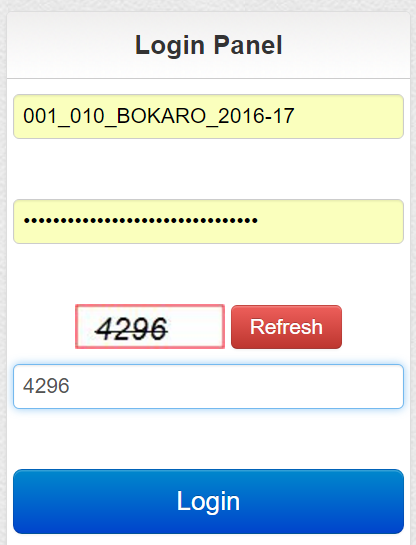 Login Panel
001_010_BOKARO_2016-17
••••••••••••••••••••••••••••••••
4296 Refresh
4296
Login